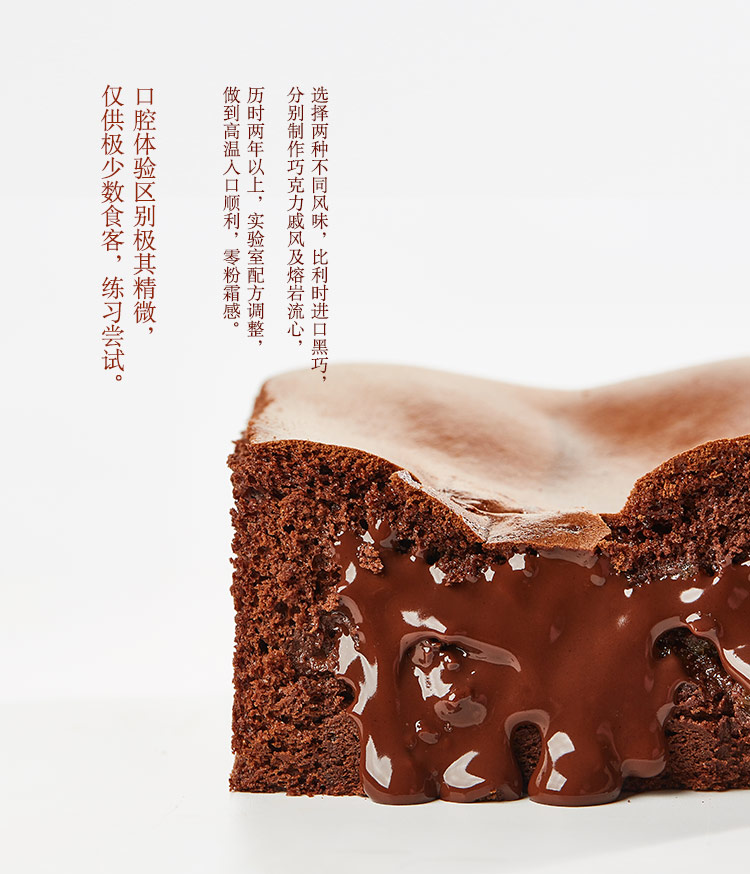 选择两种不同风味，比利时进口黑巧，
分别制作巧克力戚风及熔岩流心，
历时两年以上，实验室配方调整，
做到高温入口顺利，零粉霜感。
口腔体验区别极其精微，
仅供极少数食客，练习尝试。